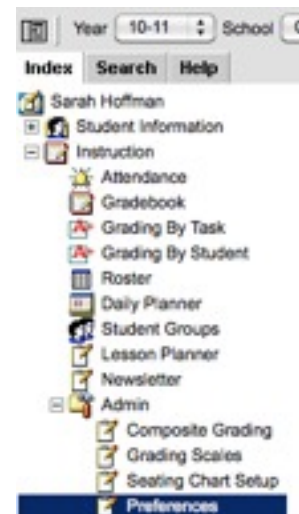 Year 10-11 School
Index Search Help
Sarah Hoffman
Student Information
Instruction
Attendance
Gradebook
Grading By Task
Grading By Student
Roster
Daily Planner
Student Groups
Lesson Planner
Newsletter
Admin
Composite Grading
Grading Scales
Seating Chart Setup
Preferences